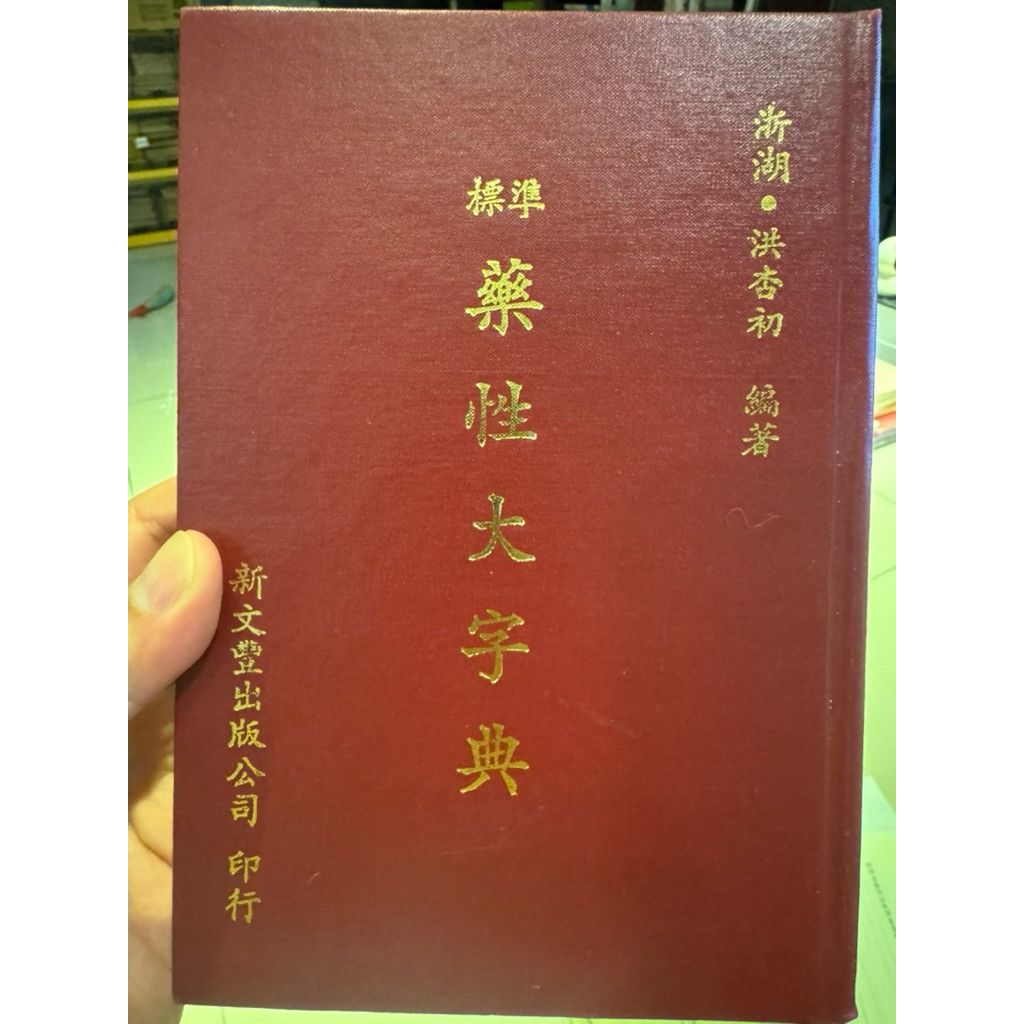 浙湖•洪杏初 編著
標準
藥性大字典
新文豐出版公司 印行